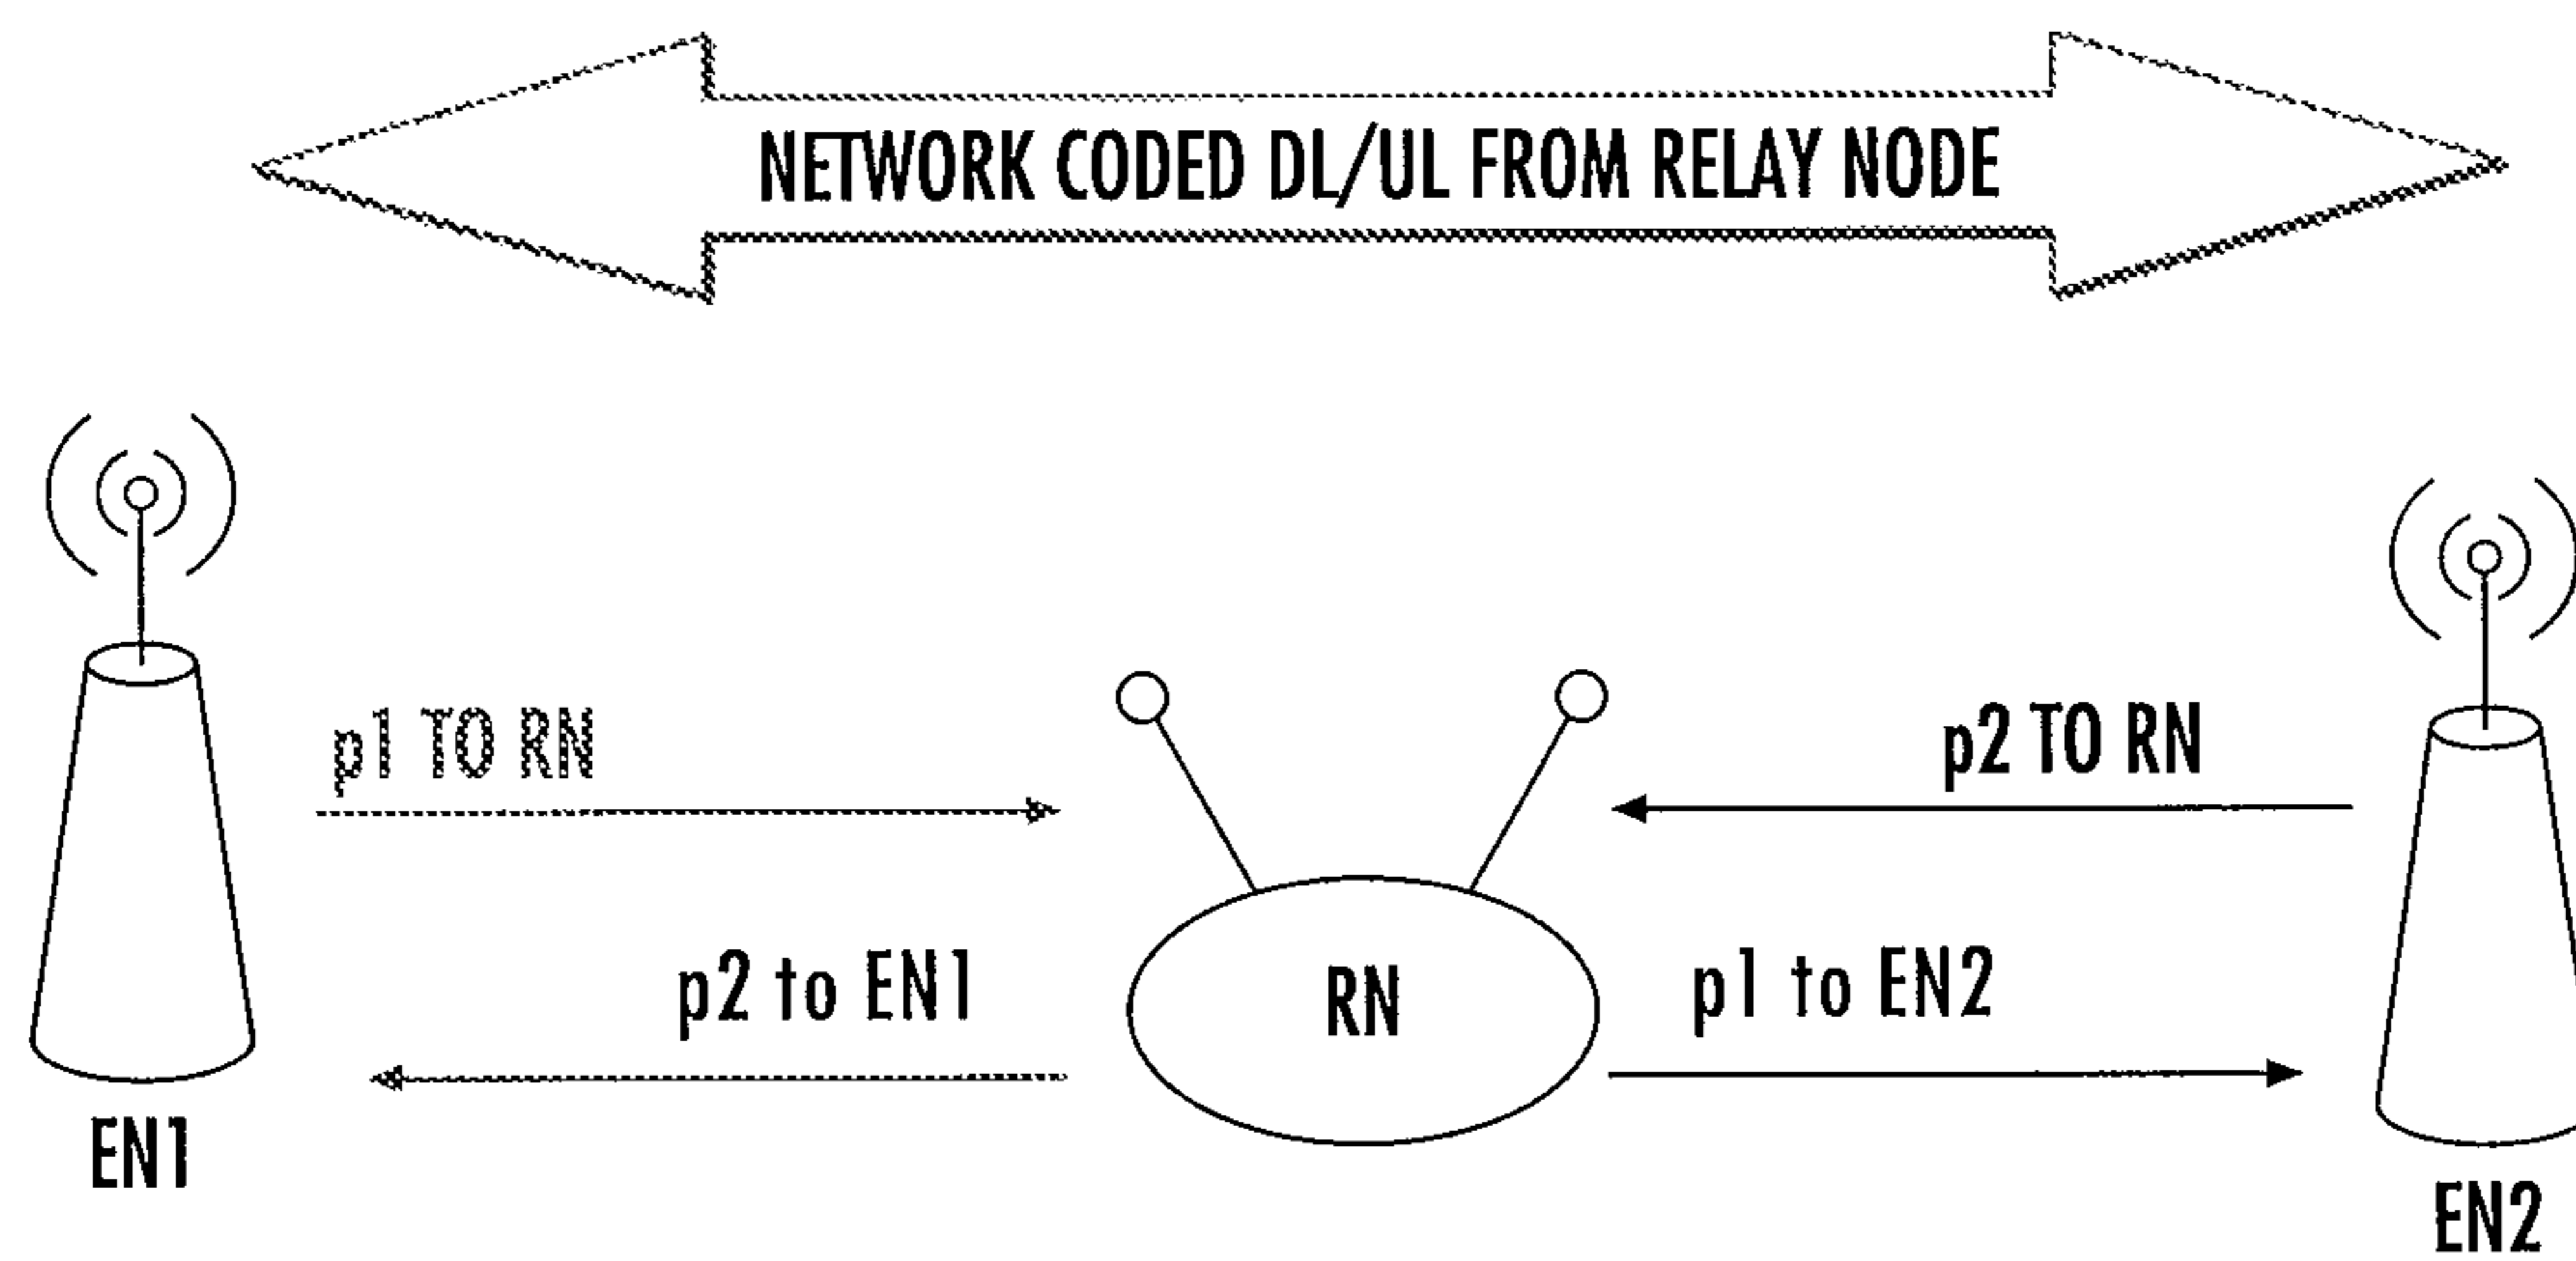 NETWORK CODED DL/UL FROM RELAY NODE
p1 TO RN
p2 TO RN
p2 to EN1
RN
p1 to EN2
EN1
EN2